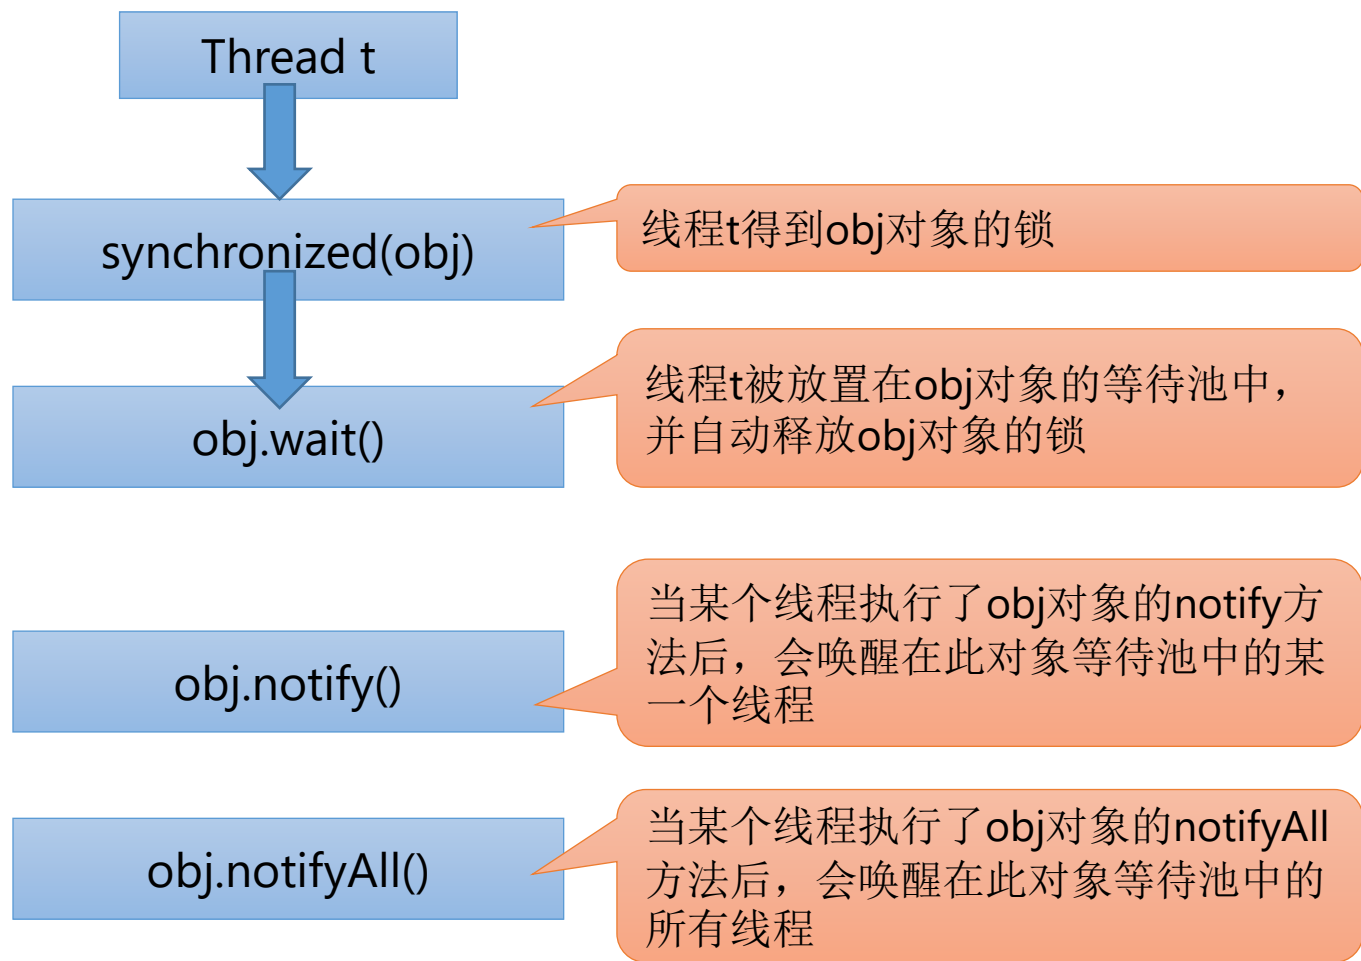 Thread t
synchronized(obj)
线程t得到obj对象的锁
obj.wait()
线程t被放置在obj对象的等待池中，
并自动释放obj对象的锁
obj.notify()
当某个线程执行了obj对象的notify方
法后，会唤醒在此对象等待池中的某
一个线程
obj.notifyAll()
当某个线程执行了obj对象的notifyAll
方法后，会唤醒在此对象等待池中的
所有线程